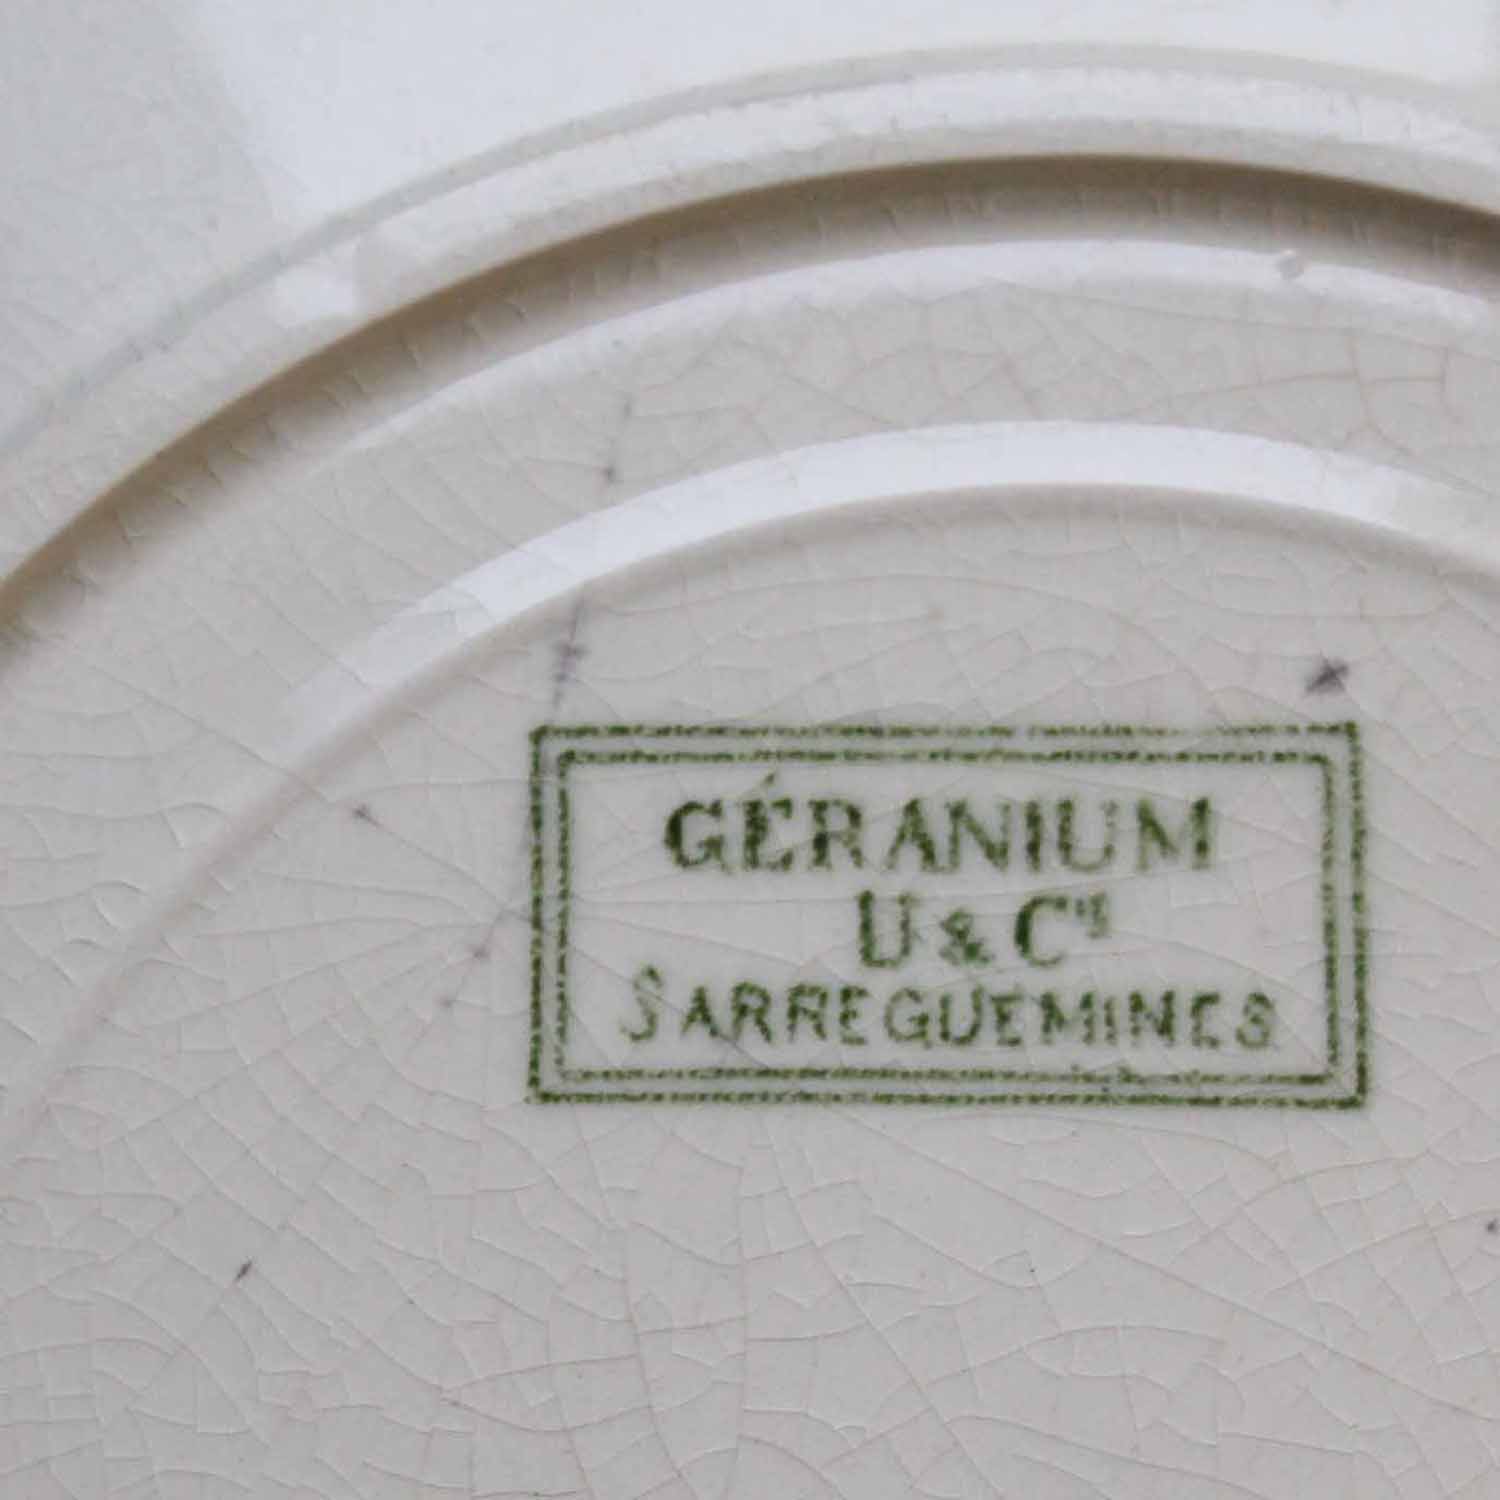 GÉRANIUM
U & Cie
SARREGUEMINES